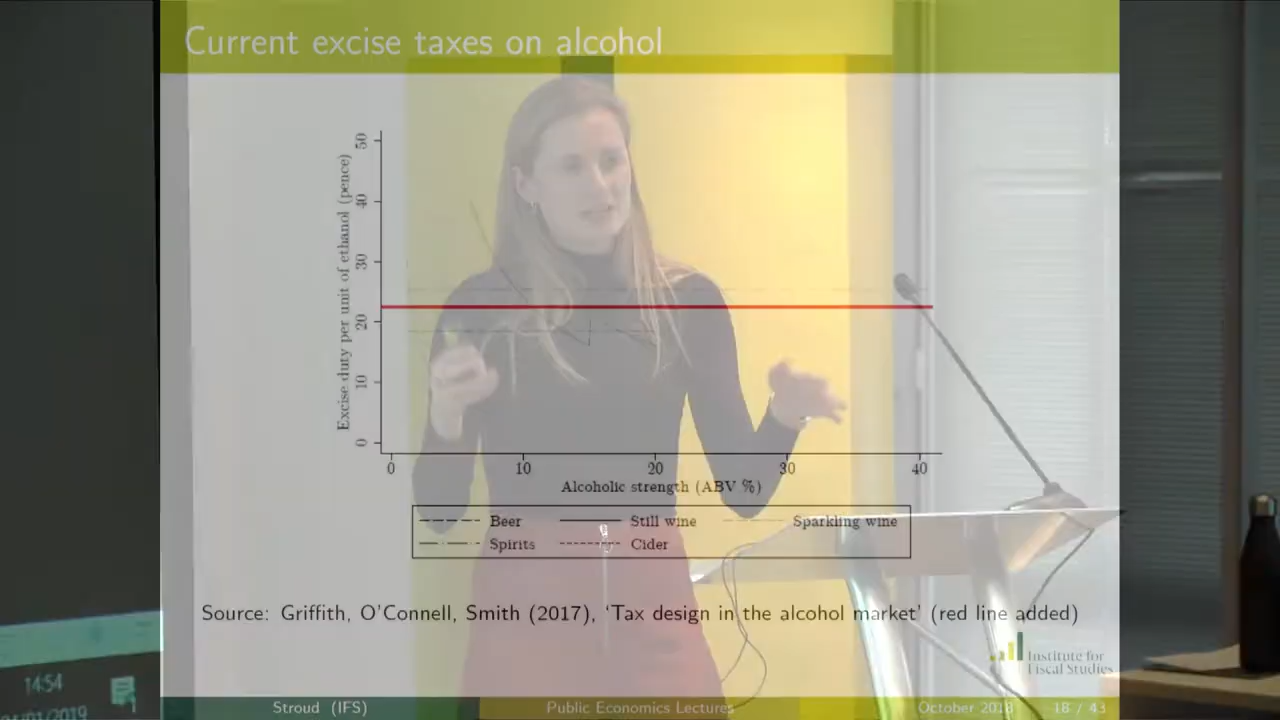 Current excise taxes on alcohol
Excise duty per unit of ethanol (pence)
50
40
30
20
10
0
0 10 20 30 40
Alcoholic strength (ABV %)
Beer Still wine Sparkling wine
Spirits Cider
Source: Griffith, O'Connell, Smith (2017), ‘Tax design in the alcohol market’ (red line added)
Institute for
Fiscal Studies
14:54
/01/2019
Stroud (IFS) Public Economics Lectures October 2018 18 / 43